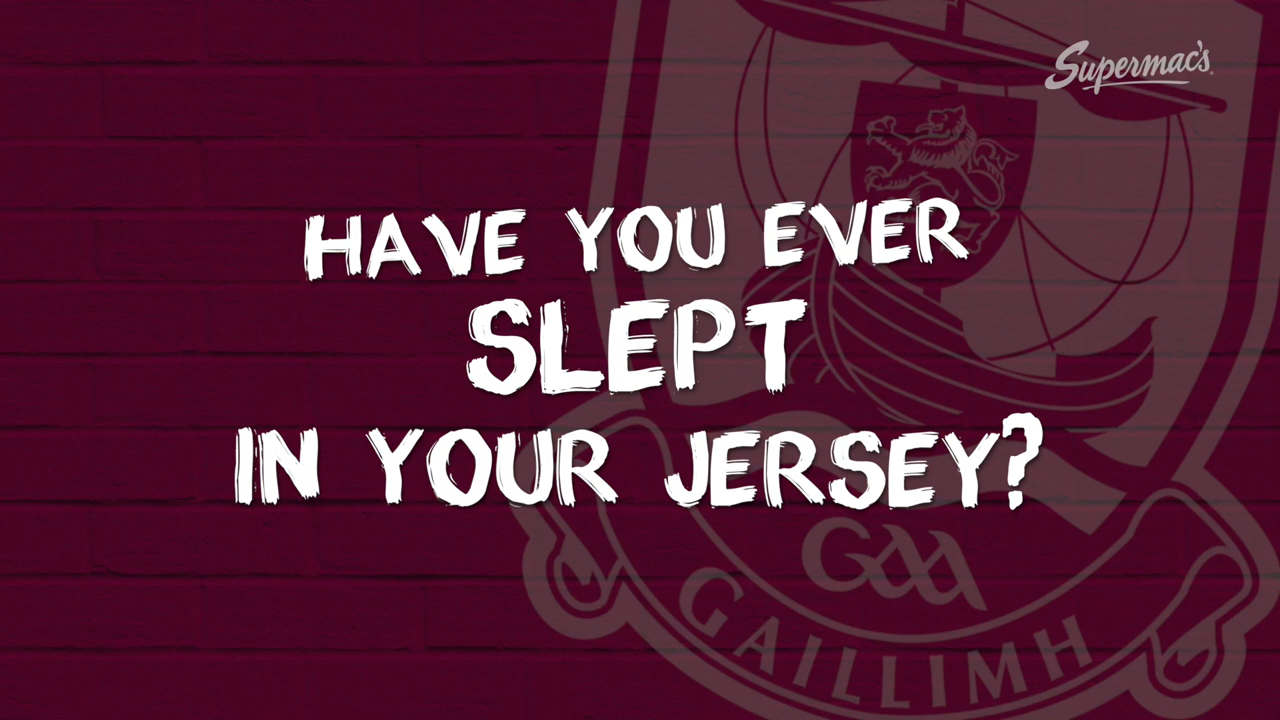 Supermac's
HAVE YOU EVER
SLEPT
IN YOUR JERSEY?
GAA
GAILLIMH